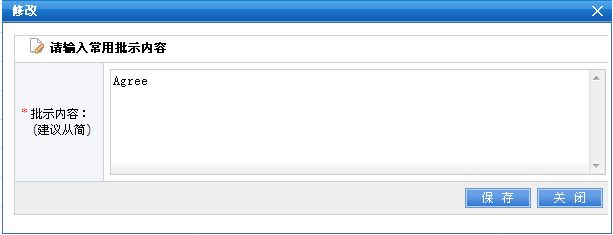 修改
请输入常用批示内容
* 批示内容：
(建议从简)
Agree
保 存
关 闭